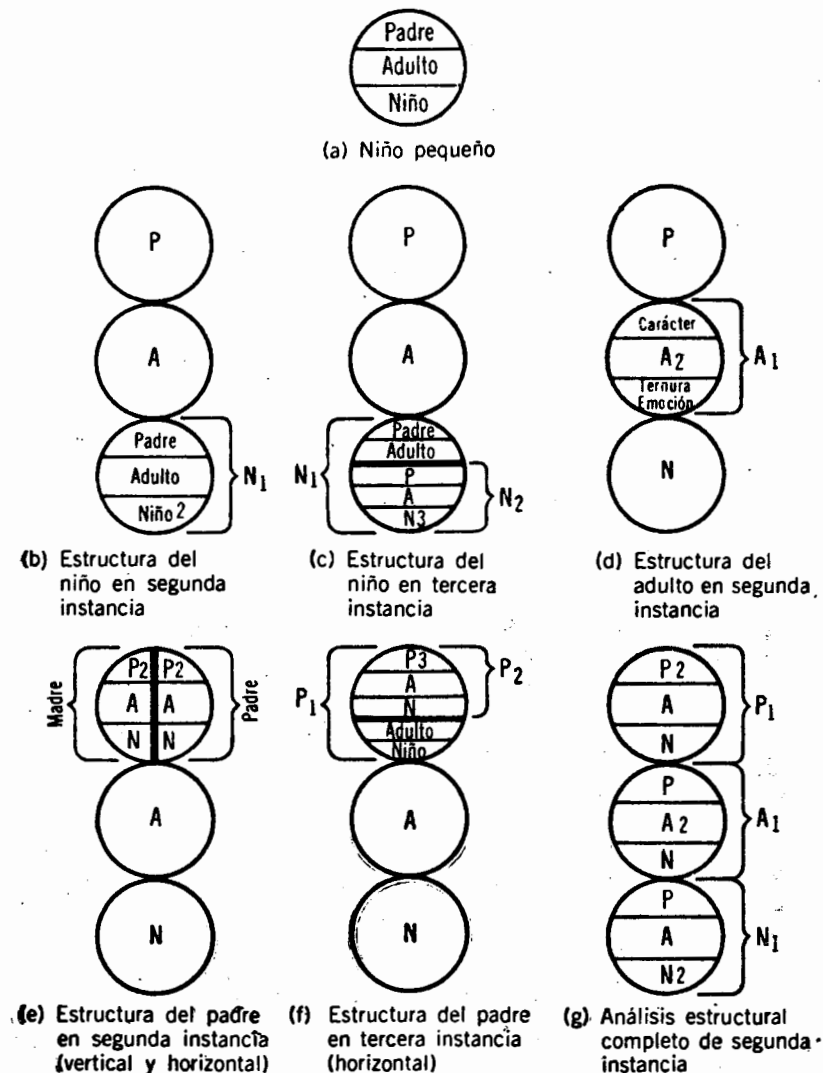 Padre
Adulto
Niño
(a) Niño pequeño
P
A
Padre
Adulto
Niño 2
N1
(b) Estructura del
niño en segunda
instancia
P
A
Padre
Adulto
P
A
N3
N1
N2
(c) Estructura del
niño en tercera
instancia
P
Carácter
A2
Ternura
Emoción
A1
N
(d) Estructura del
adulto en segunda
instancia
Madre
P2 P2
A A
N N
Padre
A
N
(e) Estructura del padre
en segunda instancia
(vertical y horizontal)
P1
P3
A
N
P2
Adulto
Niño
A
N
(f) Estructura del padre
en tercera instancia
(horizontal)
P2
A
N
P1
P
A2
N
A1
P
A
N2
N1
(g) Análisis estructural
completo de segunda
instancia